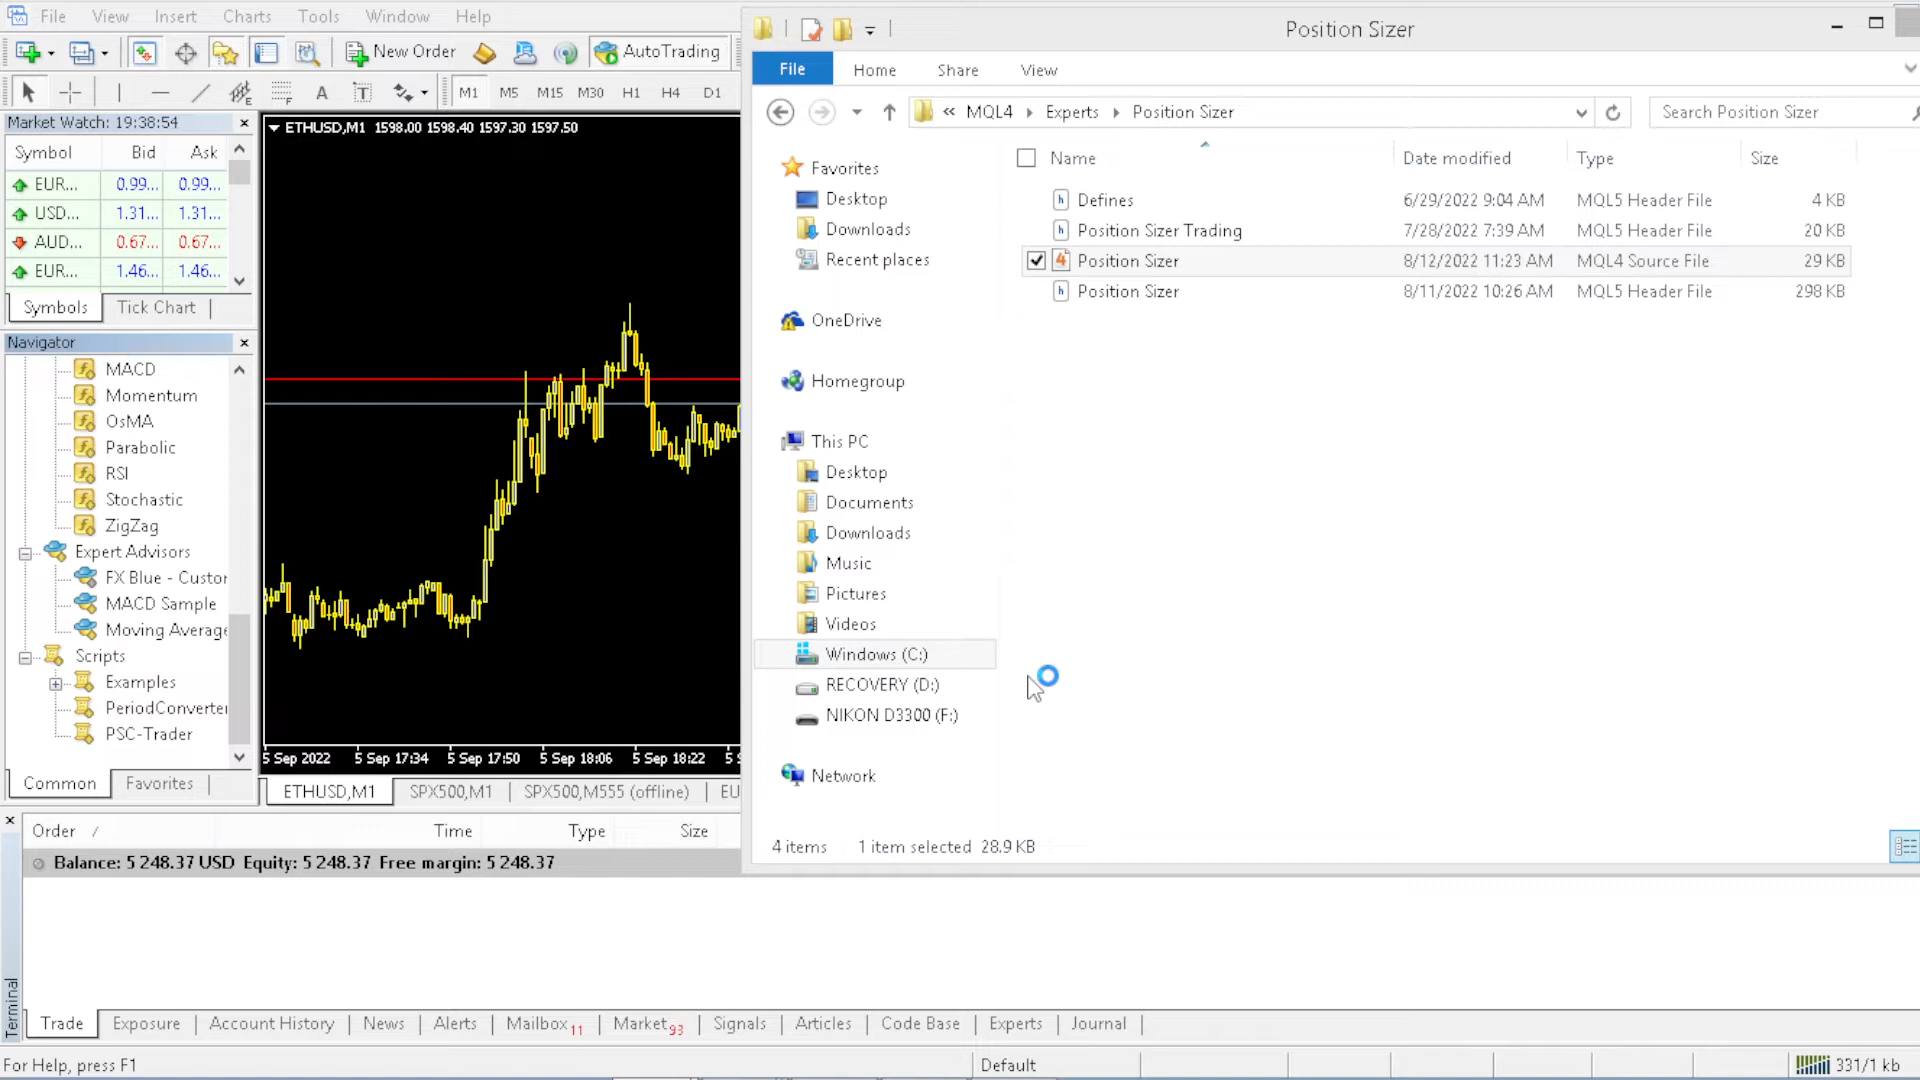 File View Insert Charts Tools Window Help
New Order AutoTrading
A T M1 M5 M15 M30 H1 H4 D1
Market Watch: 19:38:54
Symbol Bid Ask
EUR... 0.99... 0.99...
USD... 1.31... 1.31...
AUD... 0.67... 0.67...
EUR... 1.46... 1.46...
Symbols Tick Chart
Navigator
MACD
Momentum
OsMA
Parabolic
RSI
Stochastic
ZigZag
Expert Advisors
FX Blue - Custor
MACD Sample
Moving Average
Scripts
Examples
PeriodConverter
PSC-Trader
Common Favorites
ETHUSD,M1 1598.00 1598.40 1597.30 1597.50
5 Sep 2022 5 Sep 17:34 5 Sep 17:50 5 Sep 18:06 5 Sep 18:22 5 S
ETHUSD,M1 SPX500,M1 SPX500,M555 (offline) EU
Position Sizer
File Home Share View
« MQL4 Experts Position Sizer Search Position Sizer
Favorites
Desktop
Downloads
Recent places
OneDrive
Homegroup
This PC
Desktop
Documents
Downloads
Music
Pictures
Videos
Windows (C:)
RECOVERY (D:)
NIKON D3300 (F:)
Network
Name Date modified Type Size
Defines 6/29/2022 9:04 AM MQL5 Header File 4 KB
Position Sizer Trading 7/28/2022 7:39 AM MQL5 Header File 20 KB
Position Sizer 8/12/2022 11:23 AM MQL4 Source File 29 KB
Position Sizer 8/11/2022 10:26 AM MQL5 Header File 298 KB
4 items 1 item selected 28.9 KB
Order / Time Type Size
Balance: 5 248.37 USD Equity: 5 248.37 Free margin: 5 248.37
Terminal
Trade Exposure Account History News Alerts Mailbox 11 Market 93 Signals Articles Code Base Experts Journal
For Help, press F1 Default 331/1 kb